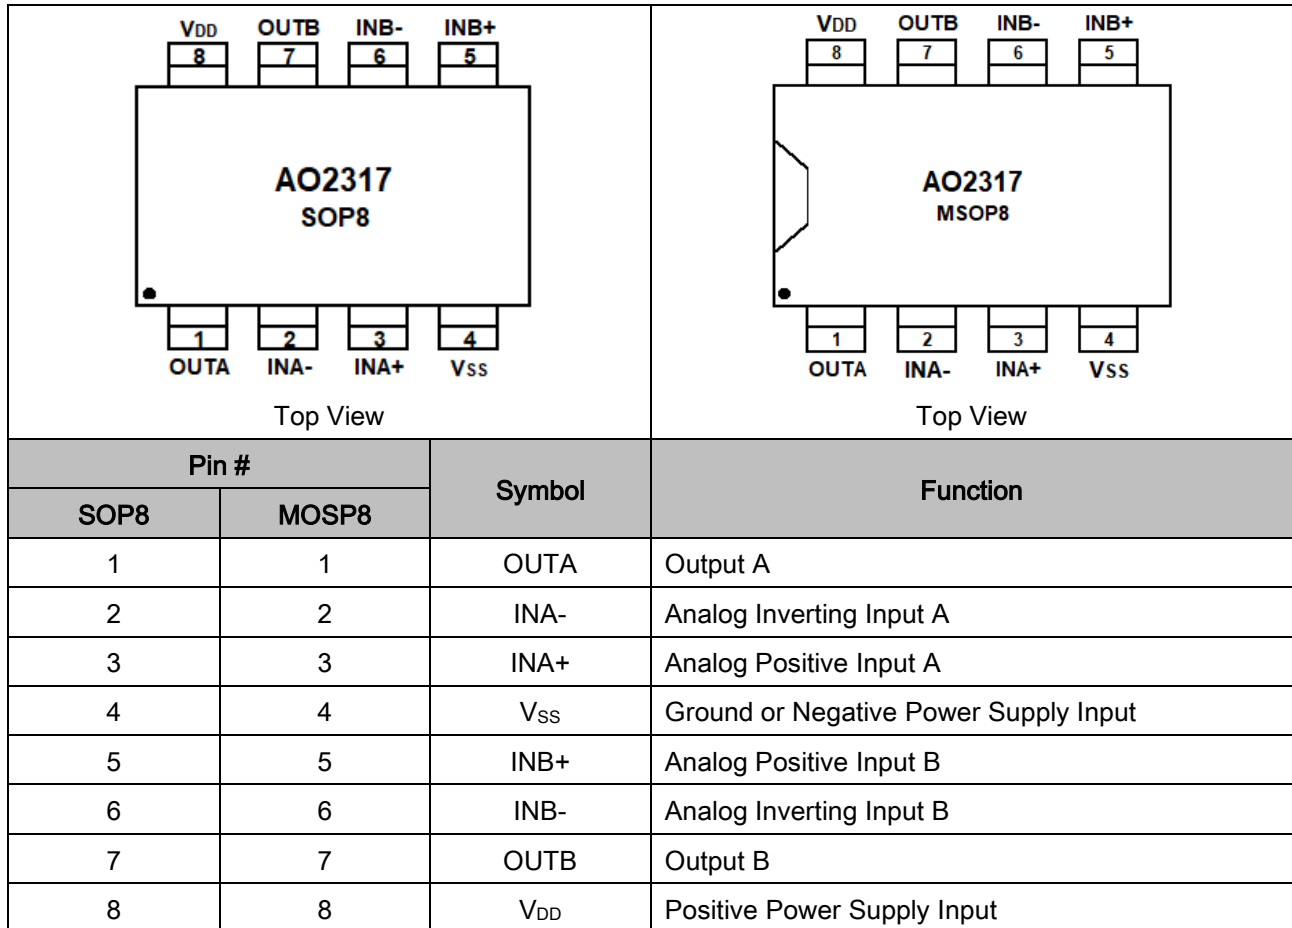 VDD OUTB INB- INB+
8 7 6 5
AO2317
SOP8
1 2 3 4
OUTA INA- INA+ VSS
Top View
VDD OUTB INB- INB+
8 7 6 5
AO2317
MSOP8
1 2 3 4
OUTA INA- INA+ VSS
Top View
Pin # Symbol Function
SOP8 MOSP8
1 1 OUTA Output A
2 2 INA- Analog Inverting Input A
3 3 INA+ Analog Positive Input A
4 4 VSS Ground or Negative Power Supply Input
5 5 INB+ Analog Positive Input B
6 6 INB- Analog Inverting Input B
7 7 OUTB Output B
8 8 VDD Positive Power Supply Input